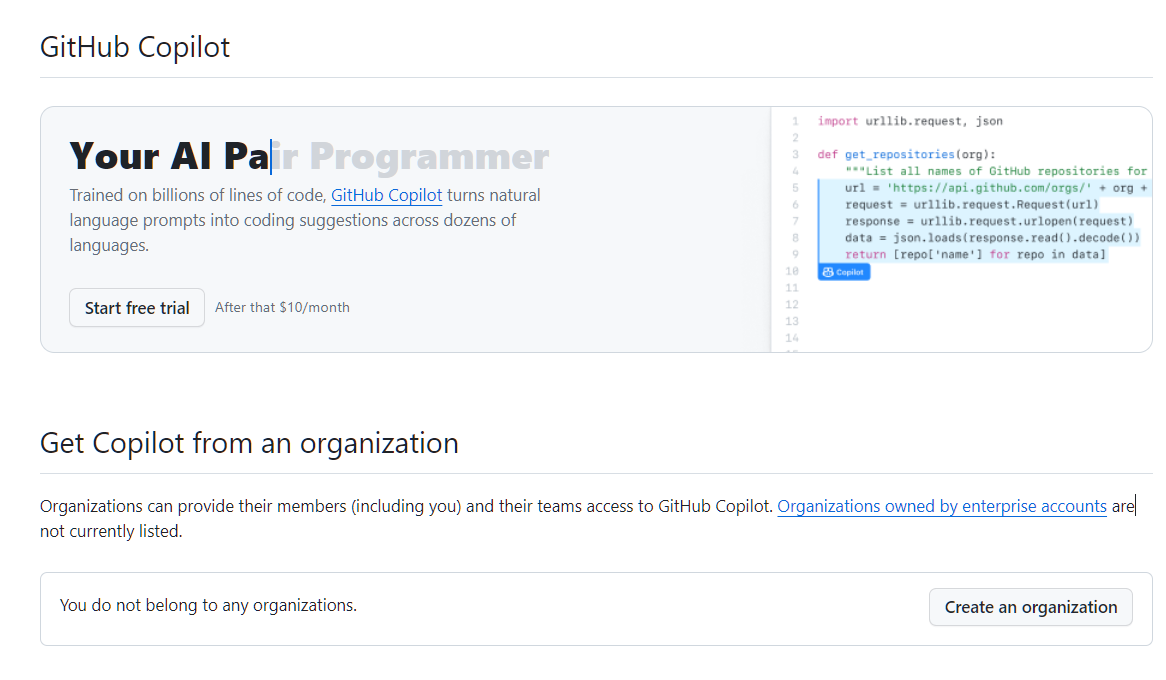 GitHub Copilot
Your AI Pair Programmer
Trained on billions of lines of code, GitHub Copilot turns natural
language prompts into coding suggestions across dozens of
languages.
Start free trial After that $10/month
1 import urllib.request, json
2
3 def get_repositories(org):
4 """List all names of GitHub repositories for
5 url = 'https://api.github.com/orgs/' + org +
6 request = urllib.request.Request(url)
7 response = urllib.request.urlopen(request)
8 data = json.loads(response.read().decode())
9 return [repo['name'] for repo in data]
10 Copilot
11
12
13
14
Get Copilot from an organization
Organizations can provide their members (including you) and their teams access to GitHub Copilot. Organizations owned by enterprise accounts are
not currently listed.
You do not belong to any organizations. Create an organization